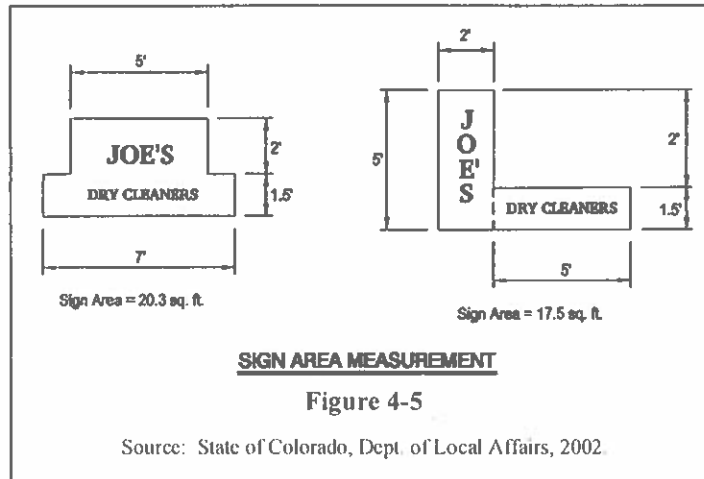 5'
JOE'S
2'
DRY CLEANERS
1.5'
7'
Sign Area = 20.3 sq. ft.
2'
5'
JOE'S
2'
DRY CLEANERS
1.5'
5'
Sign Area = 17.5 sq. ft.
SIGN AREA MEASUREMENT
Figure 4-5
Source: State of Colorado, Dept. of Local Affairs, 2002.